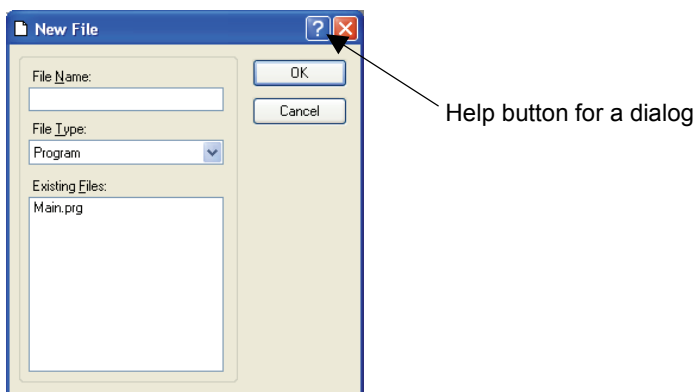 New File
?
File Name:
OK
Cancel
Help button for a dialog
File Type:
Program
Existing Files:
Main.prg